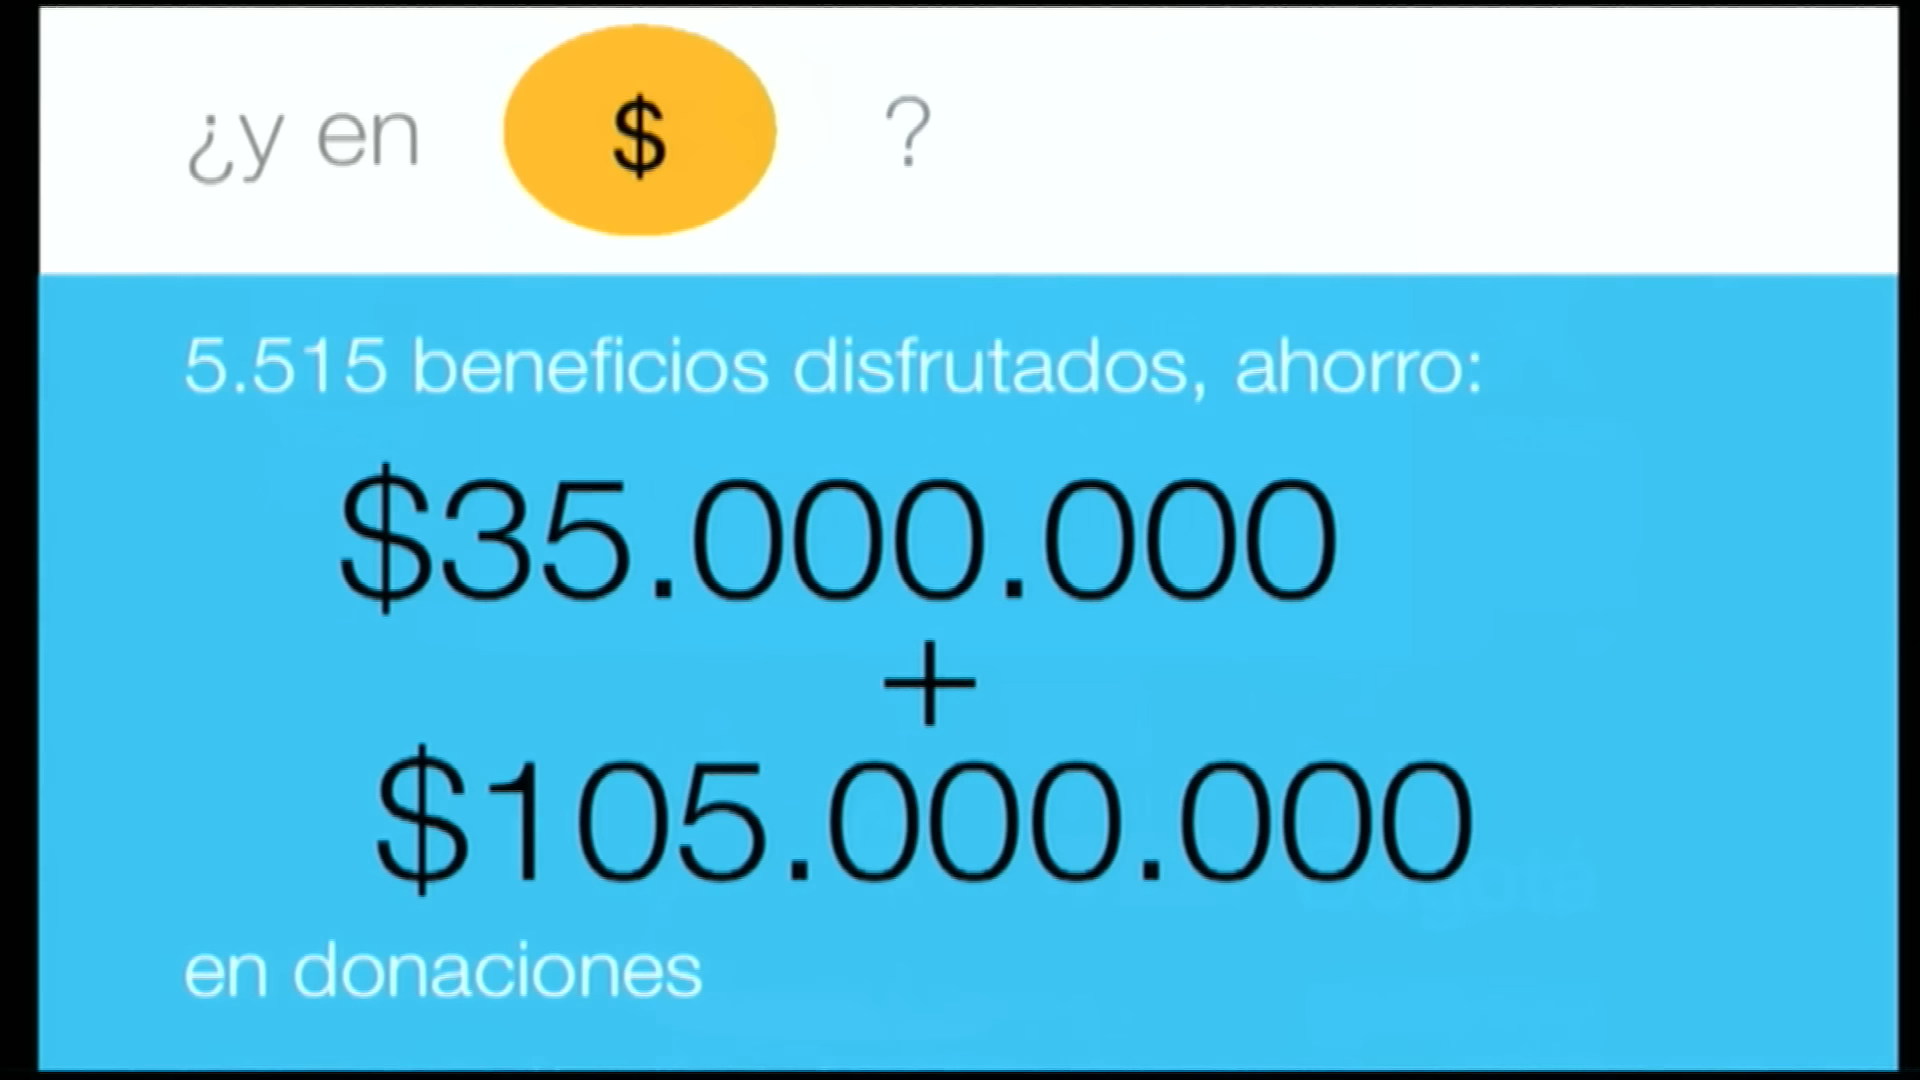 ¿y en $ ?
5.515 beneficios disfrutados, ahorro:
$35.000.000
+
$105.000.000
en donaciones